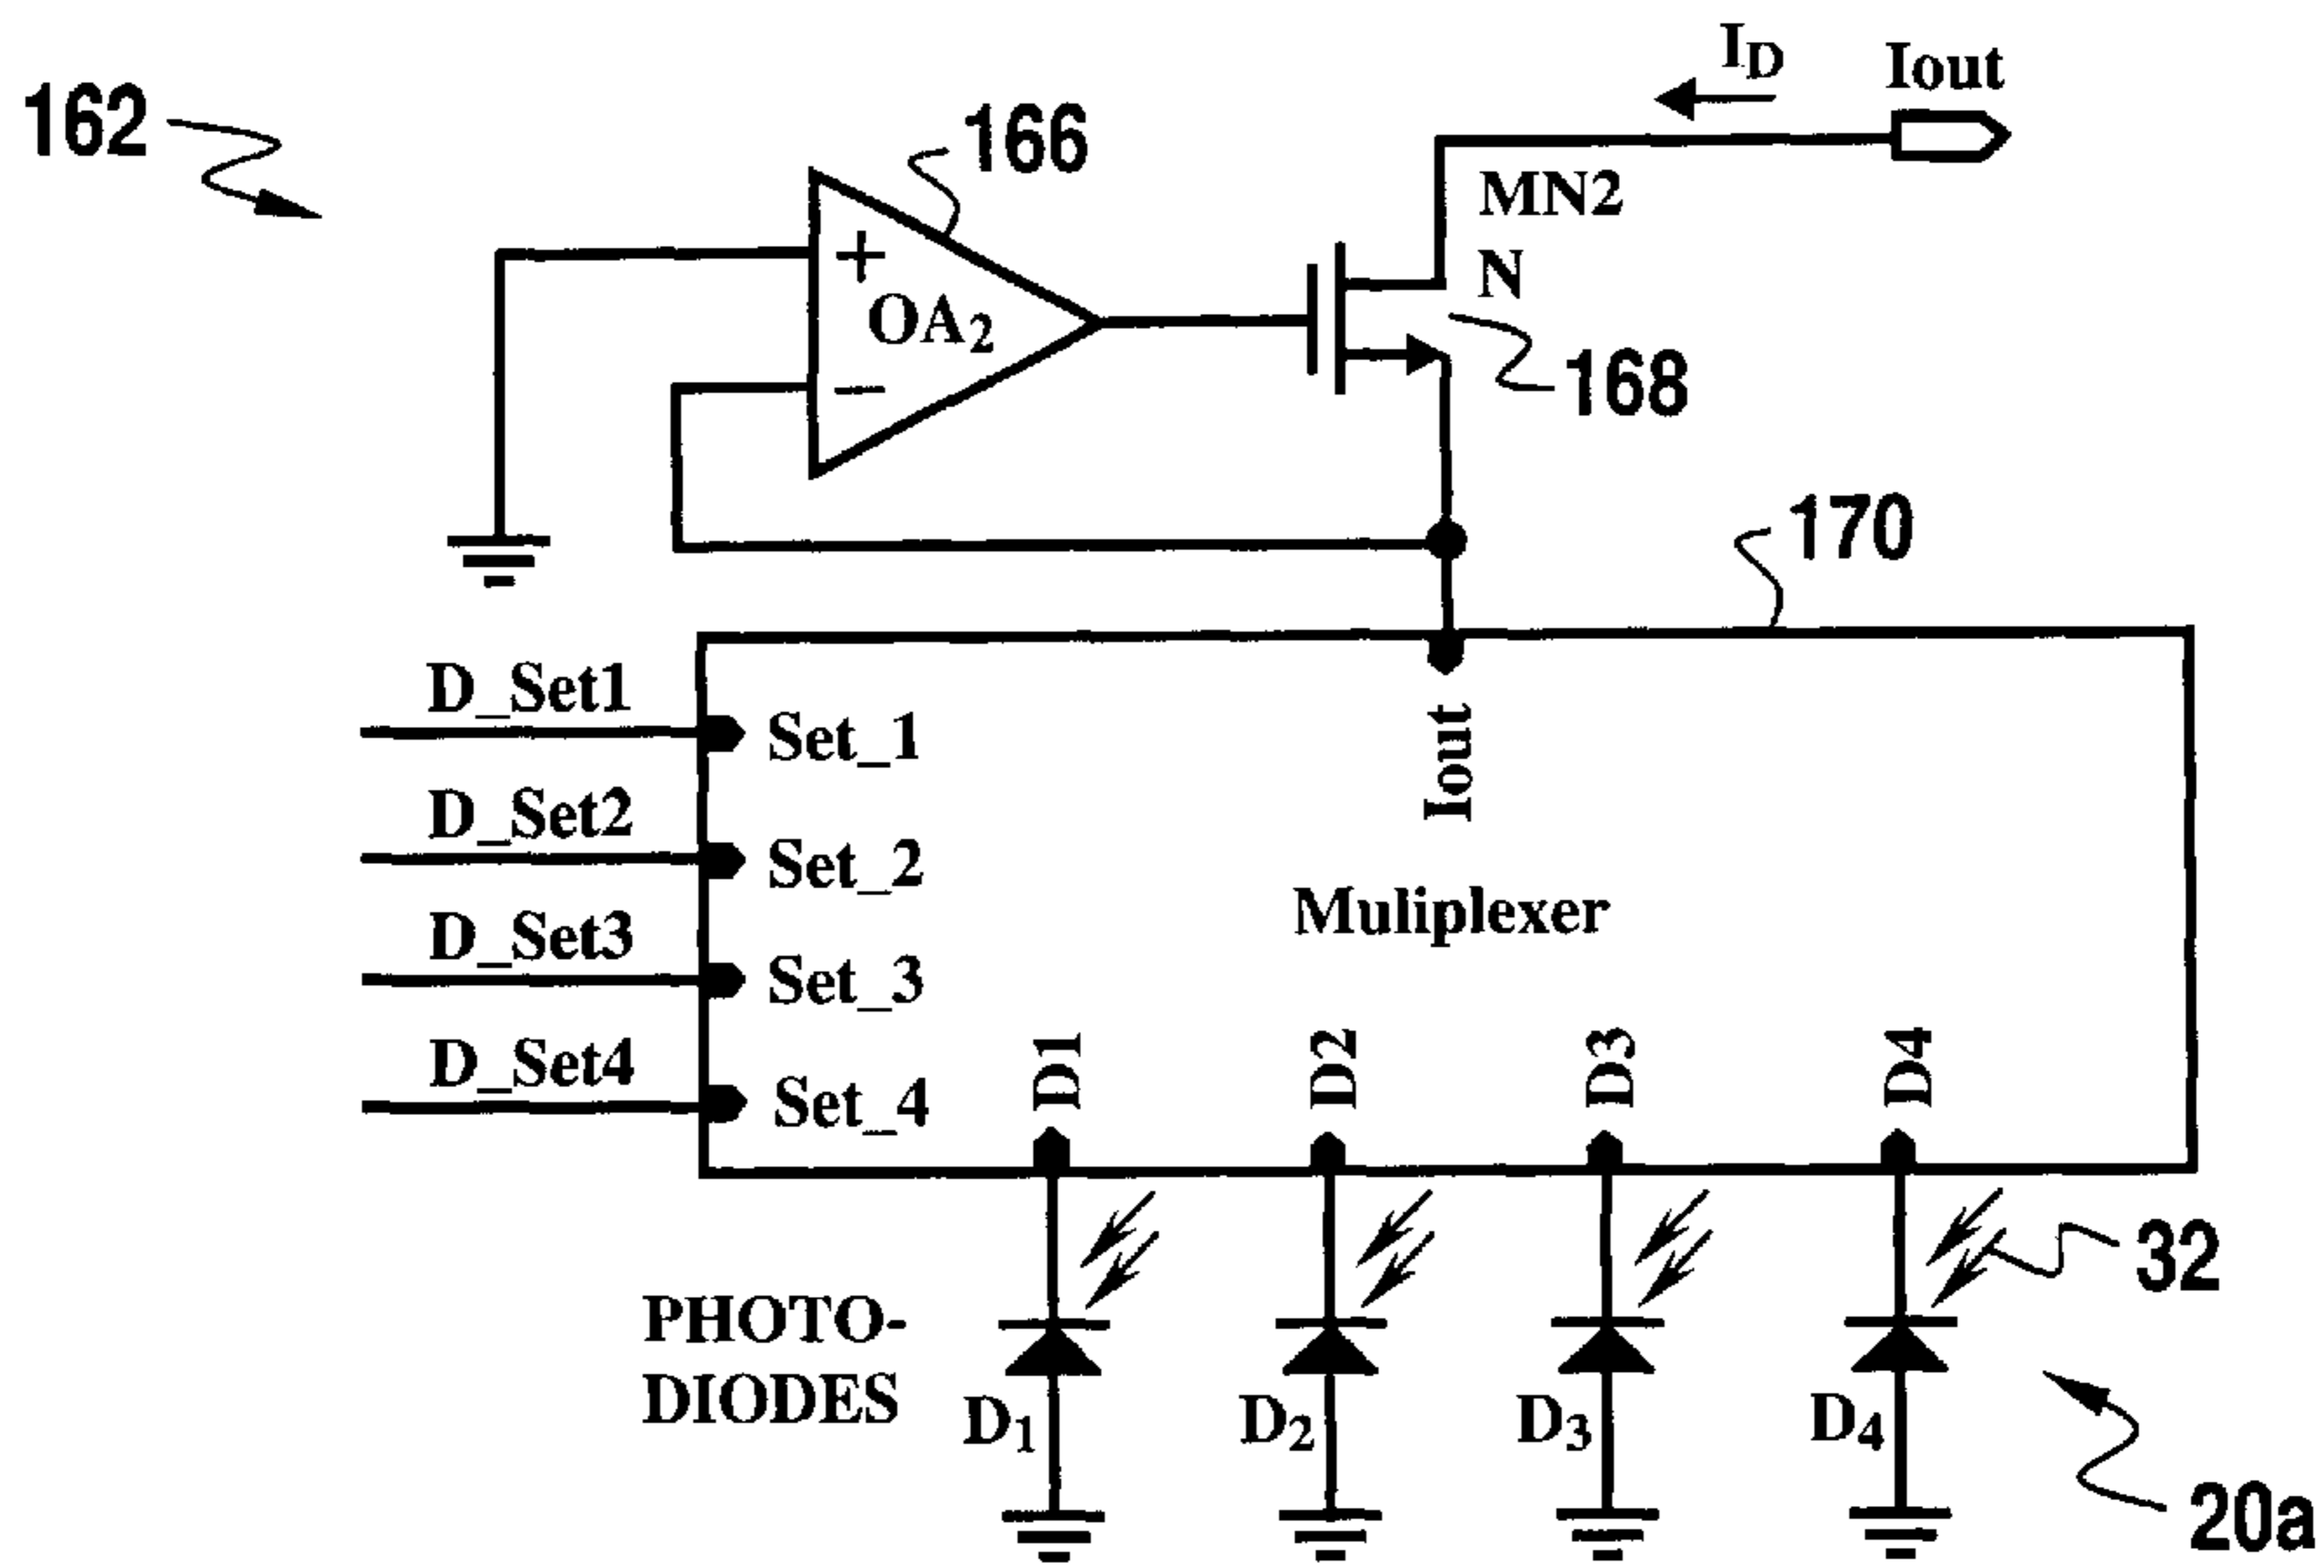 I_D
Iout
162
166
MN2
N
+
OA2
−
168
170
D_Set1
Set_1
D_Set2
Set_2
D_Set3
Set_3
D_Set4
Set_4
Iout
Muliplexer
D1
D2
D3
D4
32
PHOTO-
DIODES
D1
D2
D3
D4
20a